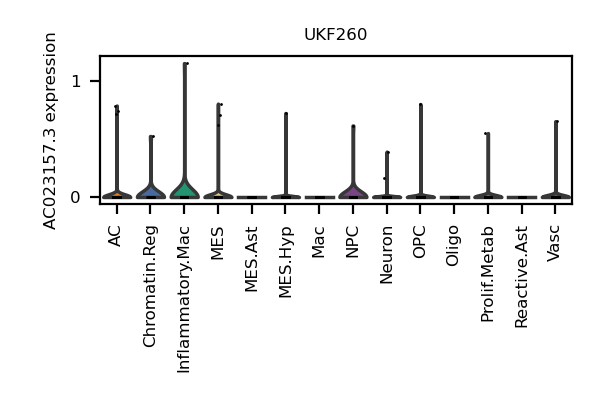 UKF260
AC023157.3 expression
1
0
AC
Chromatin.Reg
Inflammatory.Mac
MES
MES.Ast
MES.Hyp
Mac
NPC
Neuron
OPC
Oligo
Prolif.Metab
Reactive.Ast
Vasc